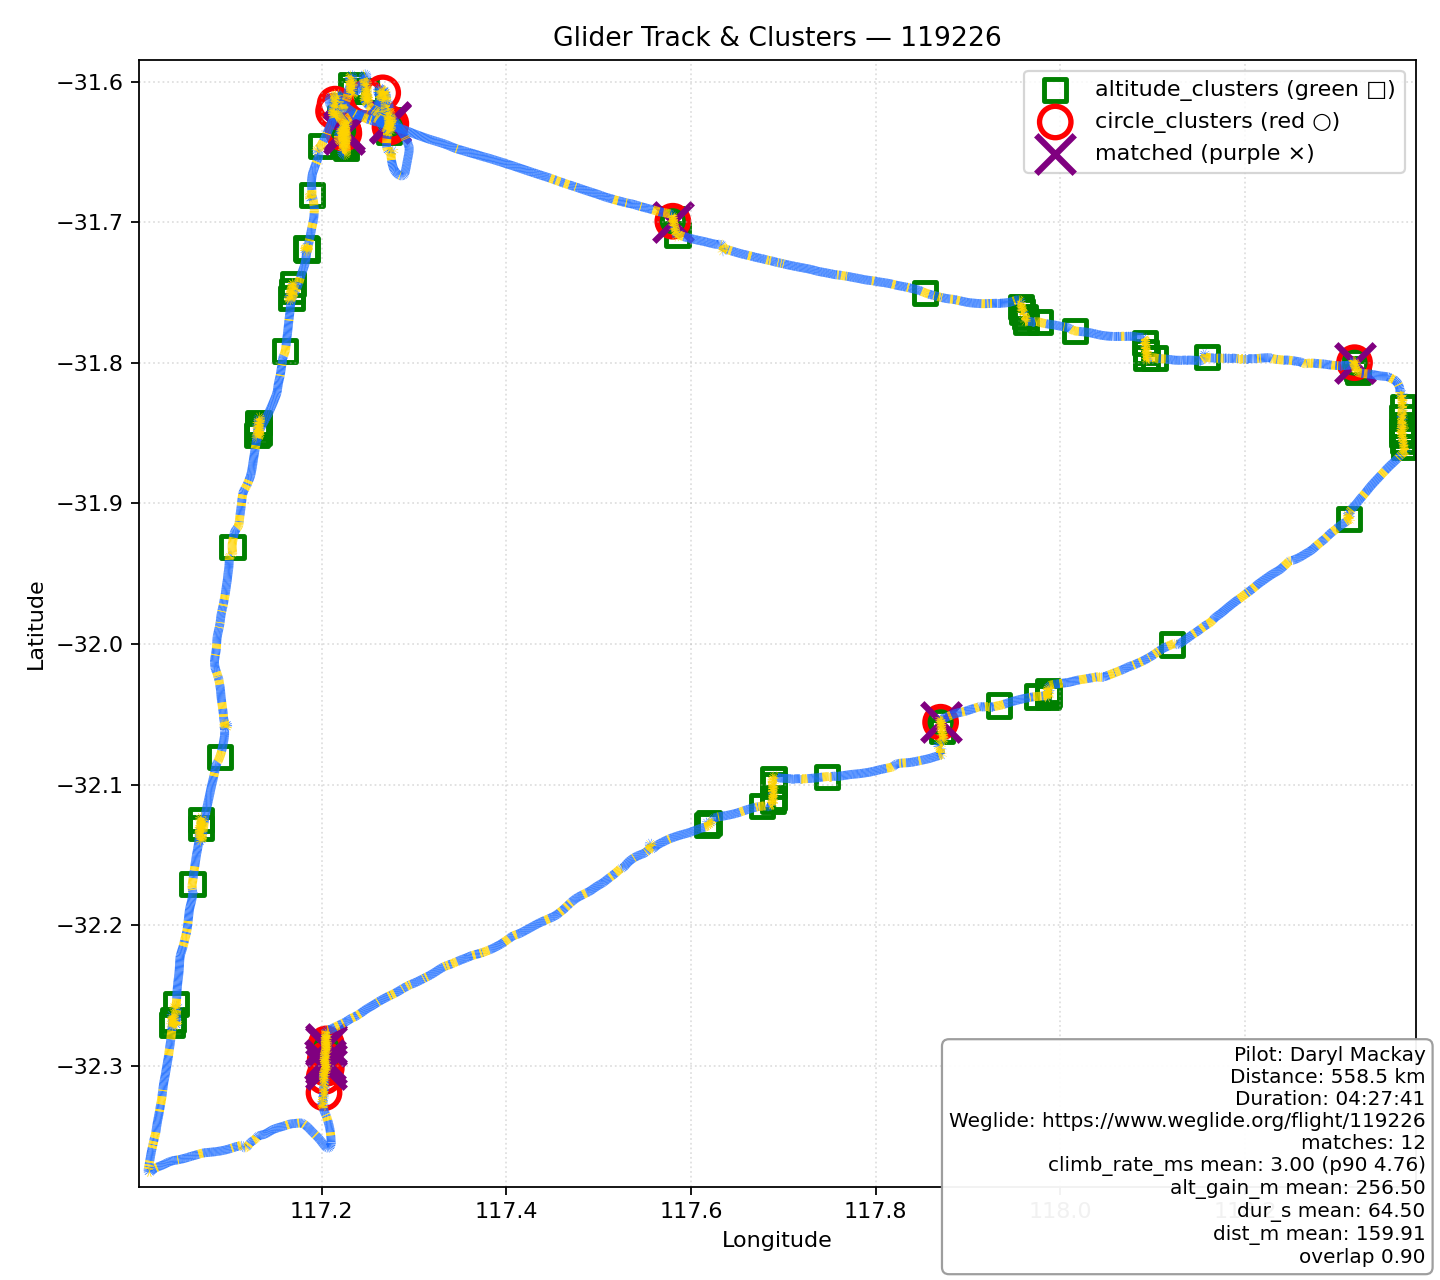 Glider Track & Clusters — 119226
altitude_clusters (green □)
circle_clusters (red ○)
matched (purple ×)
Latitude
−31.6
−31.7
−31.8
−31.9
−32.0
−32.1
−32.2
−32.3
117.2
117.4
117.6
117.8
118.0
Longitude
Pilot: Daryl Mackay
Distance: 558.5 km
Duration: 04:27:41
Weglide: https://www.weglide.org/flight/119226
matches: 12
climb_rate_ms mean: 3.00 (p90 4.76)
alt_gain_m mean: 256.50
dur_s mean: 64.50
dist_m mean: 159.91
overlap 0.90